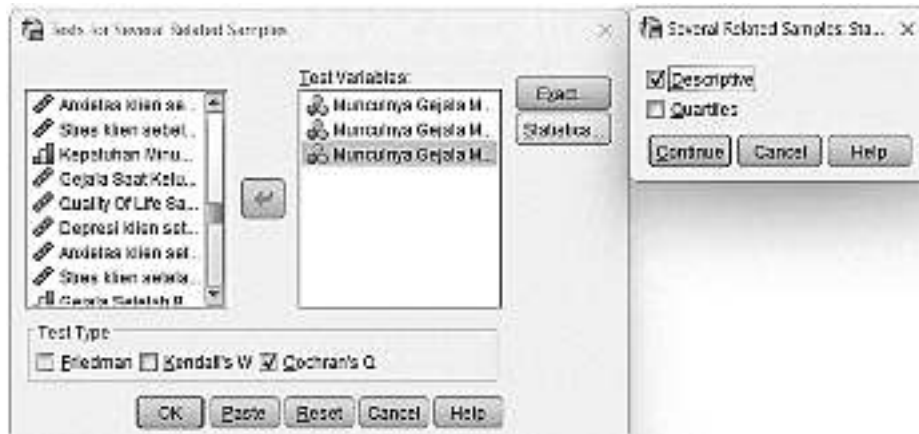 Tests for Several Related Samples
Test Variables:
Anxietas klien se...
Stres klien sebel...
Kepatuhan Minu...
Gejala Saat Kelu...
Quality Of Life Sa...
Depresi klien set...
Anxietas klien set...
Stres klien setela...
Gejala Setelah
Munculnya Gejala M...
Munculnya Gejala M...
Munculnya Gejala M...
Exact...
Statistics...
Test Type
Friedman Kendall's W Cochran's Q
OK Paste Reset Cancel Help
Several Related Samples: Sta...
Descriptive
Quartiles
Continue Cancel Help